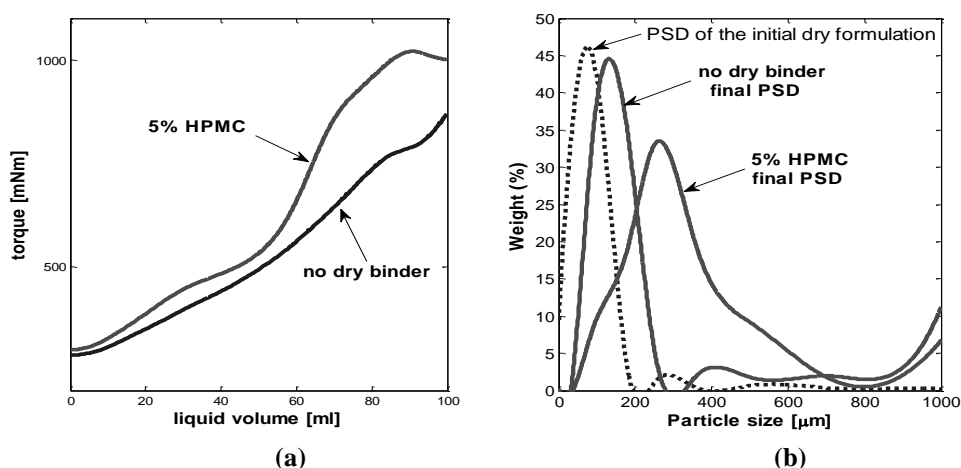 1000
500
0
20
40
60
80
100
torque [mNm]
liquid volume [ml]
5% HPMC
no dry binder
(a)
50
45
40
35
30
25
20
15
10
5
0
0
200
400
600
800
1000
Weight (%)
Particle size [µm]
PSD of the initial dry formulation
no dry binder
final PSD
5% HPMC
final PSD
(b)